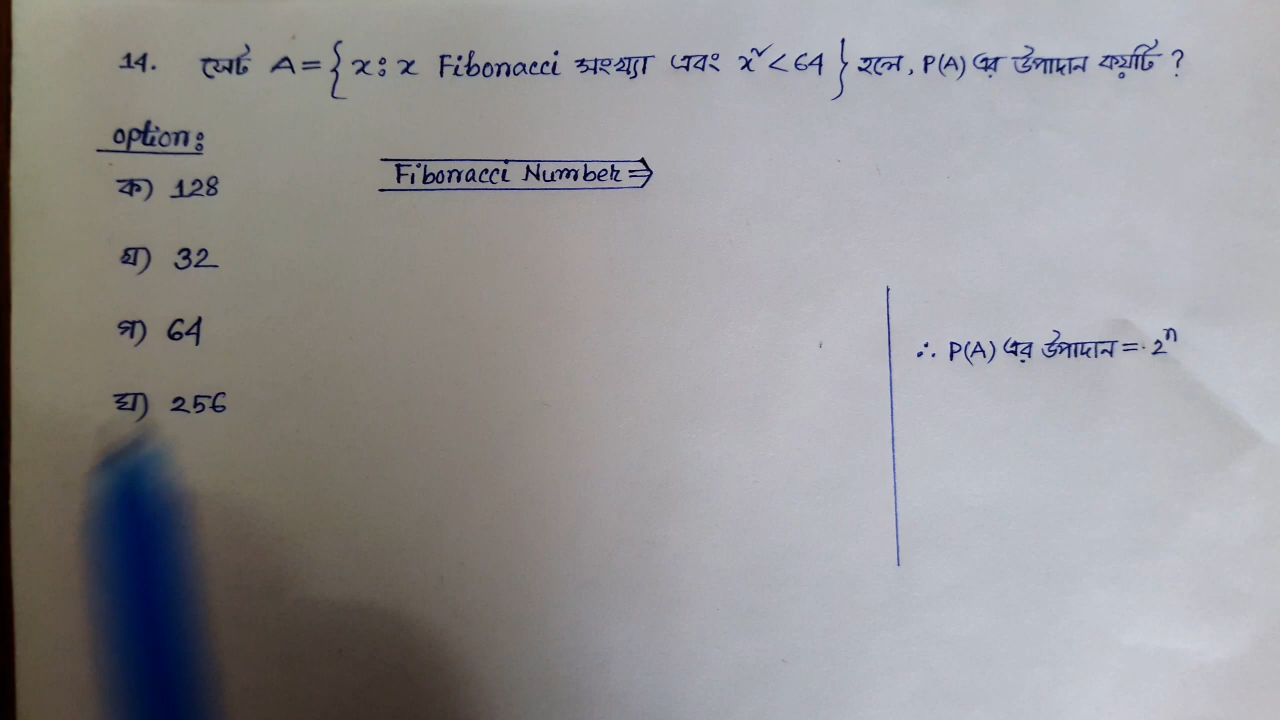 14. সেট A = { x : x Fibonacci সংখ্যা এবং x² < 64 } হলে, P(A) এর উপাদান কয়টি ?
option :
ক) 128
খ) 32
গ) 64
ঘ) 256
Fibonacci Number ⇒
∴ P(A) এর উপাদান = 2ⁿ